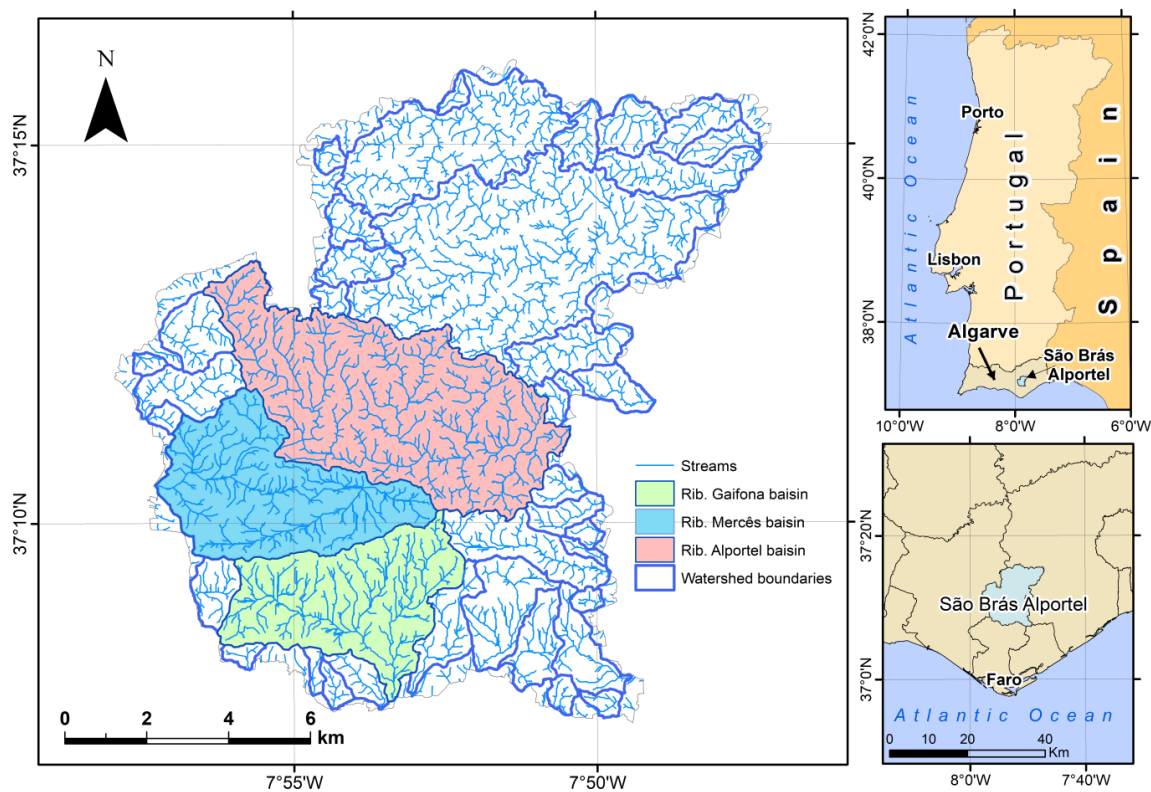 N
37°15'N
37°10'N
Streams
Rib. Gaifona baisin
Rib. Mercês baisin
Rib. Alportel baisin
Watershed boundaries
0 2 4 6
km
7°55'W
7°50'W
42°0'N
40°0'N
38°0'N
Atlantic Ocean
Porto
Portugal
Spain
Lisbon
Algarve
São Brás
Alportel
10°0'W
8°0'W
6°0'W
37°20'N
37°0'N
São Brás Alportel
Faro
Atlantic Ocean
0 10 20 40
Km
8°0'W
7°40'W